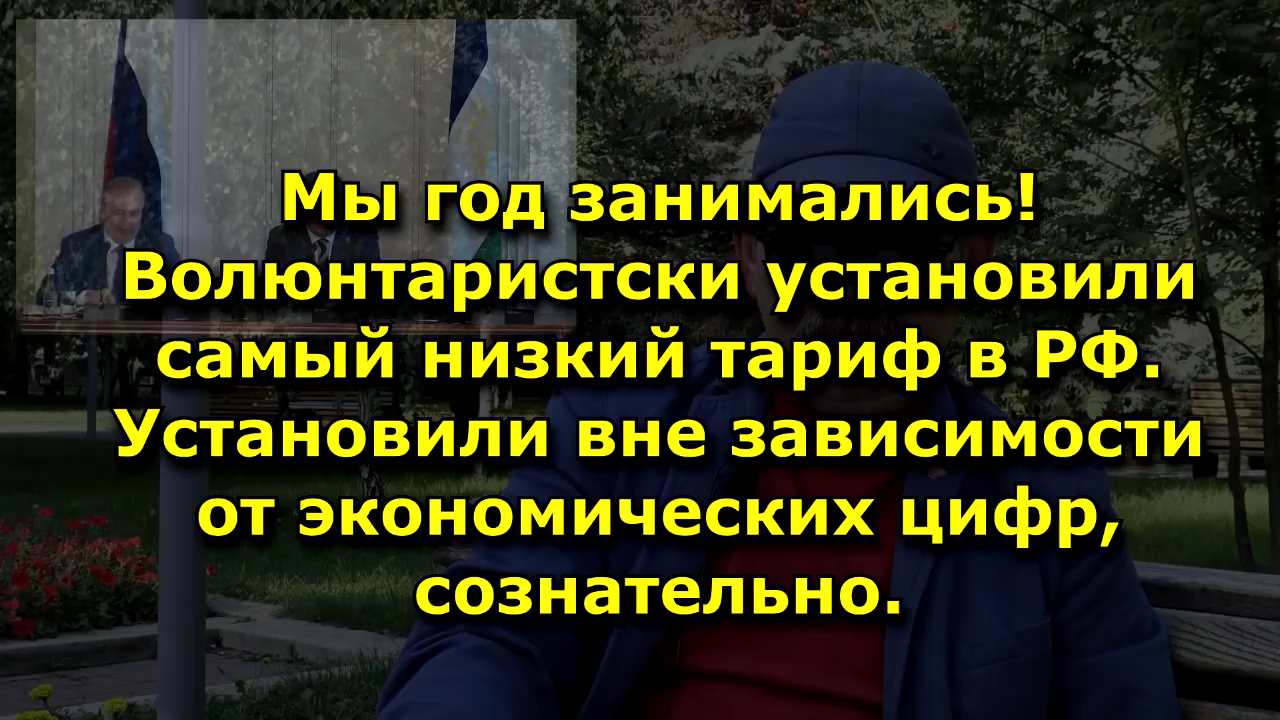 Мы год занимались!
Волюнтаристски установили
самый низкий тариф в РФ.
Установили вне зависимости
от экономических цифр,
сознательно.